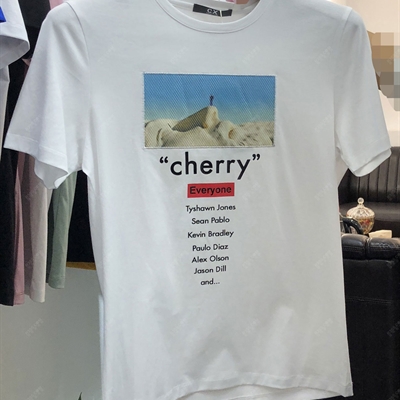 “cherry”
Everyone
Tyshawn Jones
Sean Pablo
Kevin Bradley
Paulo Diaz
Alex Olson
Jason Dill
and...